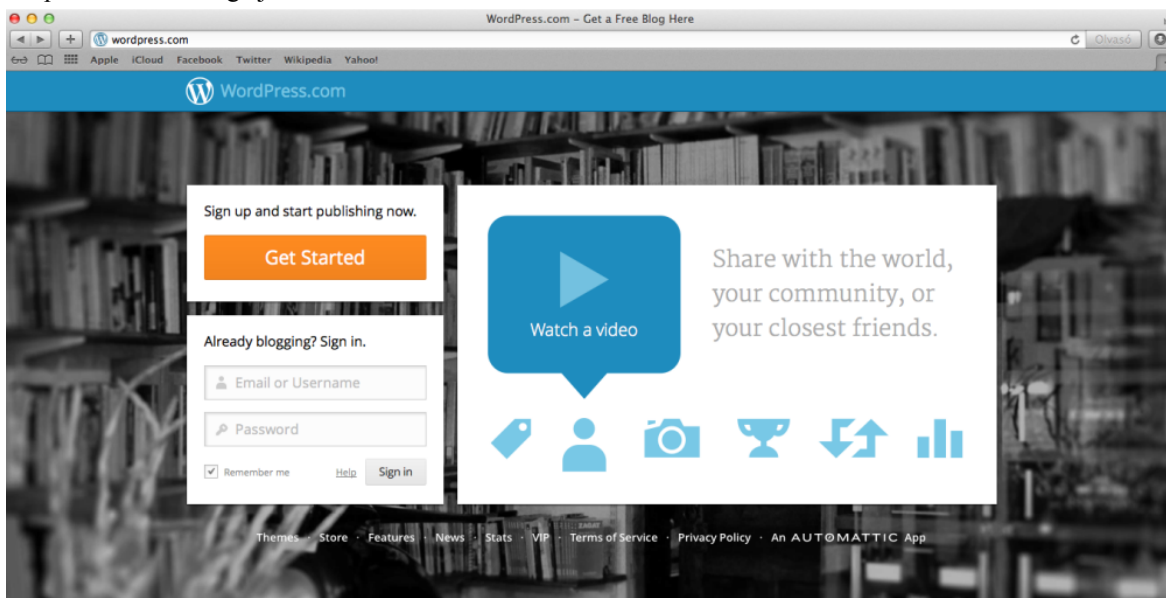 WordPress.com – Get a Free Blog Here
wordpress.com
Olvasó
Apple iCloud Facebook Twitter Wikipedia Yahoo!
WordPress.com
Sign up and start publishing now.
Get Started
Already blogging? Sign in.
Email or Username
Password
Remember me Help Sign in
Watch a video
Share with the world,
your community, or
your closest friends.
Themes · Store · Features · News · Stats · VIP · Terms of Service · Privacy Policy · An AUTOMATTIC App